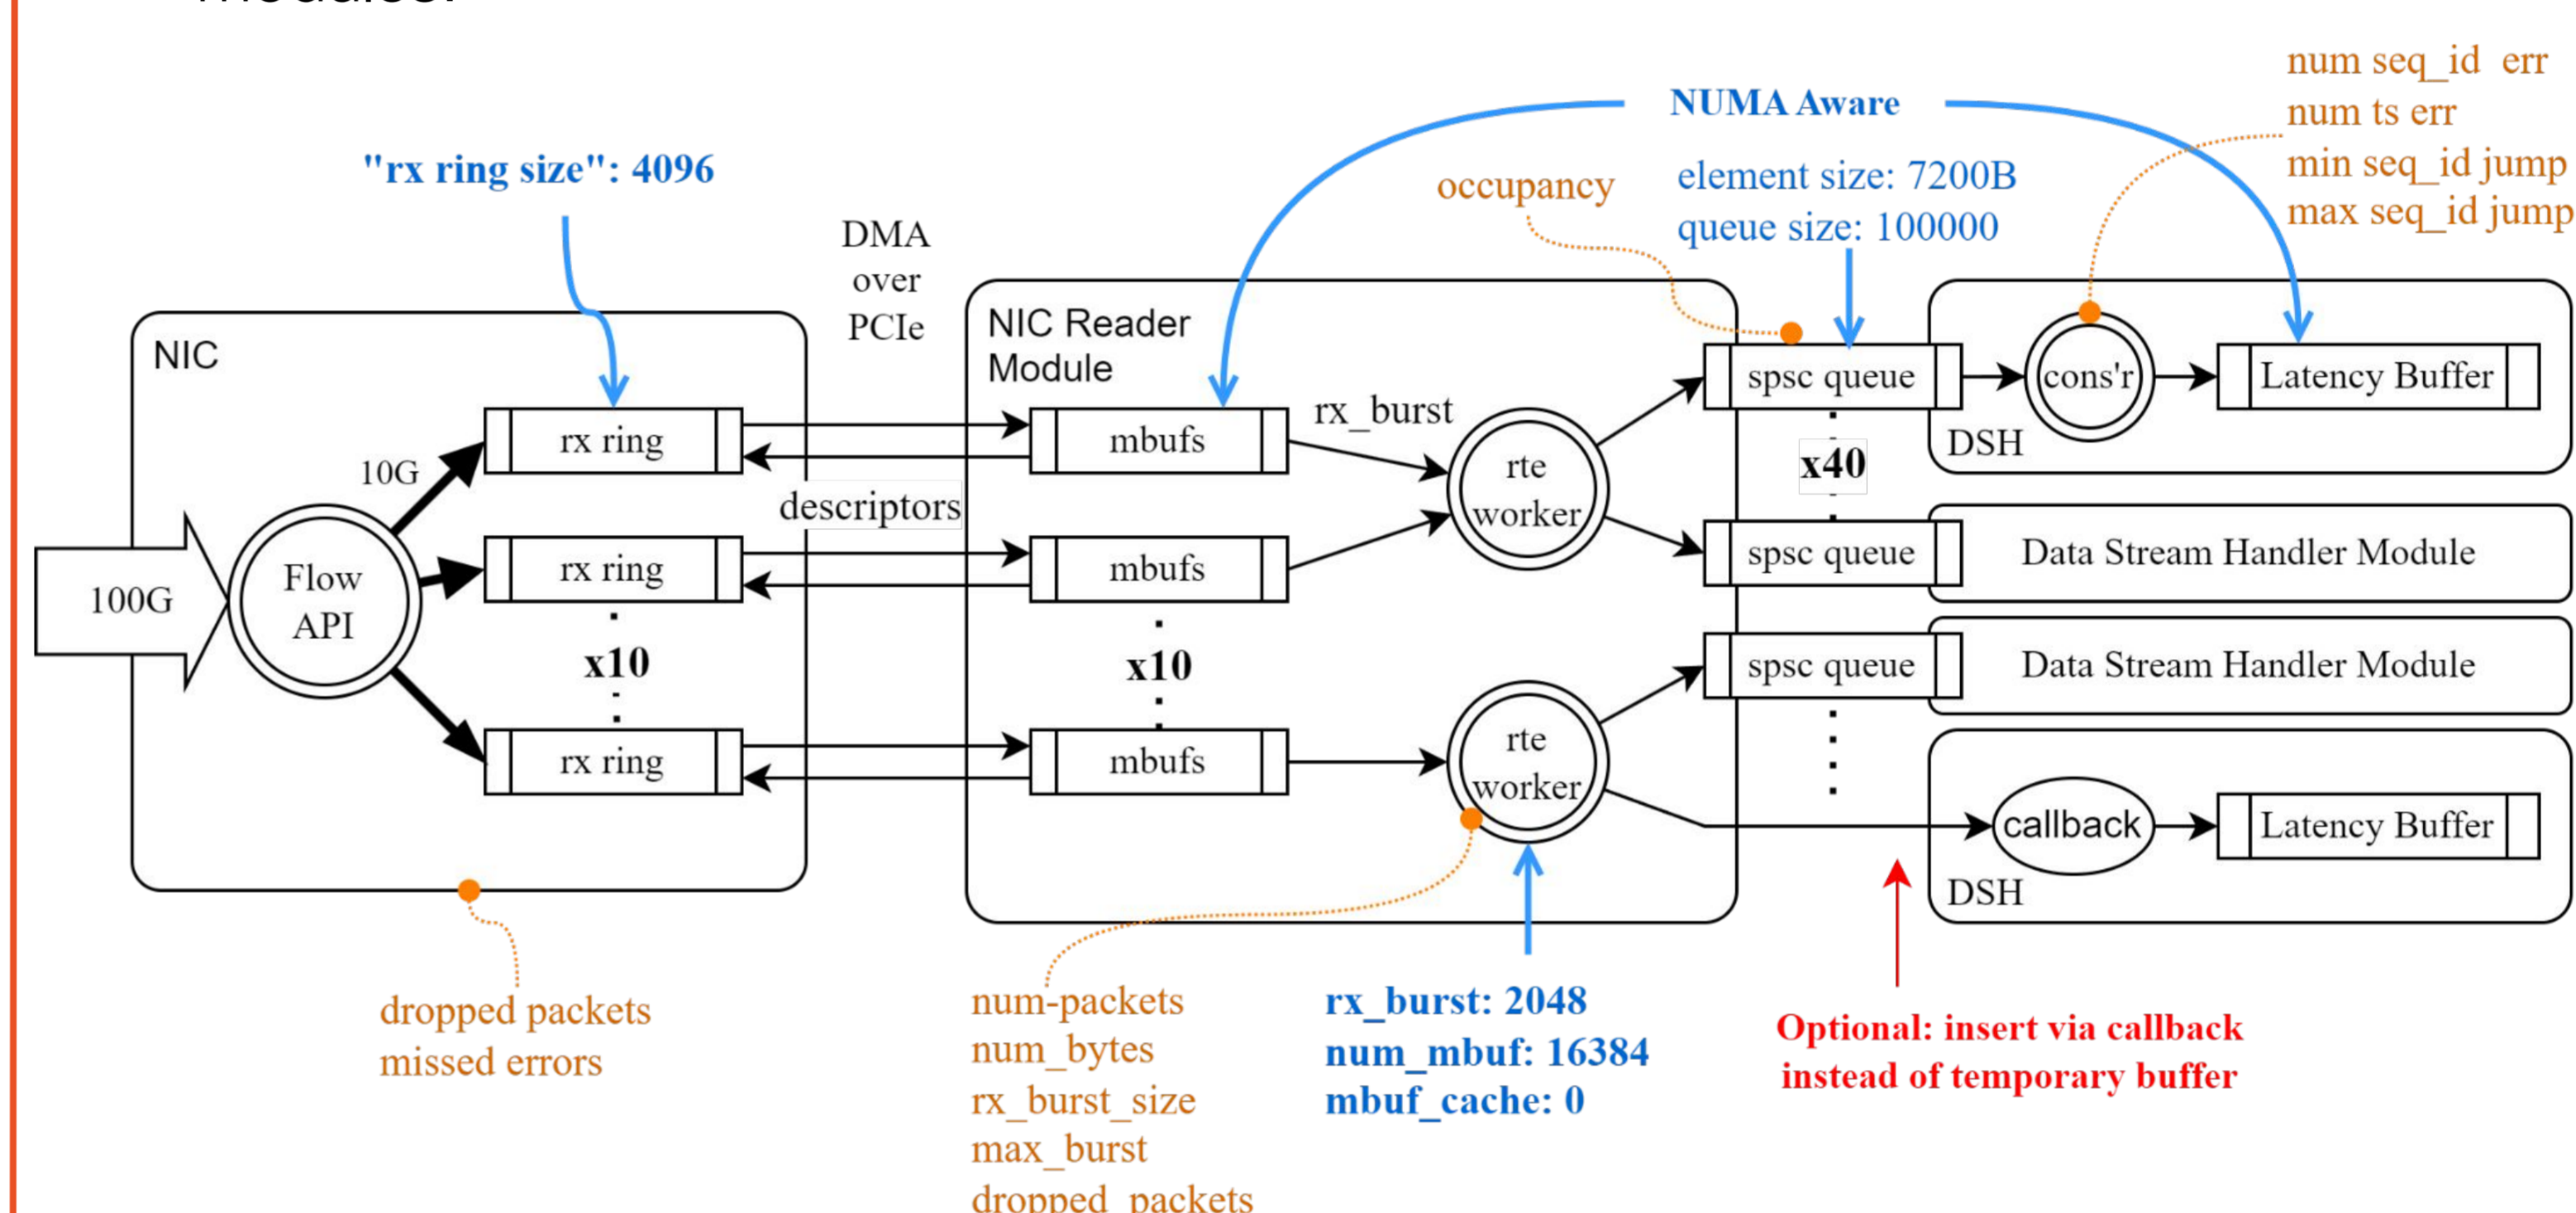 modules.
NUMA Aware
num seq_id err
num ts err
min seq_id jump
max seq_id jump
"rx ring size": 4096
occupancy
element size: 7200B
queue size: 100000
DMA
over
PCIe
NIC
NIC Reader
Module
100G
Flow
API
10G
rx ring
rx ring
x10
rx ring
descriptors
mbufs
mbufs
x10
mbufs
rx_burst
rte
worker
rte
worker
spsc queue
x40
spsc queue
spsc queue
cons'r
Latency Buffer
DSH
Data Stream Handler Module
Data Stream Handler Module
callback
Latency Buffer
DSH
dropped packets
missed errors
num-packets
num_bytes
rx_burst_size
max_burst
dropped_packets
rx_burst: 2048
num_mbuf: 16384
mbuf_cache: 0
Optional: insert via callback
instead of temporary buffer